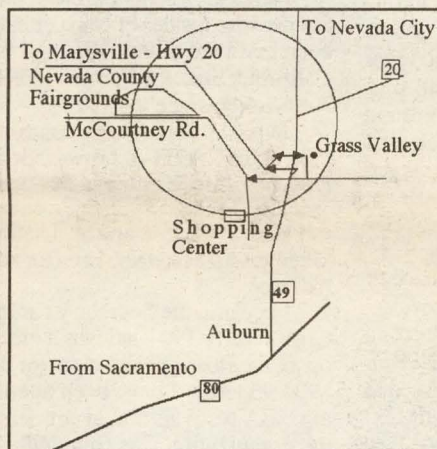 To Nevada City
To Marysville - Hwy 20
20
Nevada County
Fairgrounds
McCourtney Rd.
Grass Valley
Shopping
Center
49
Auburn
From Sacramento
80